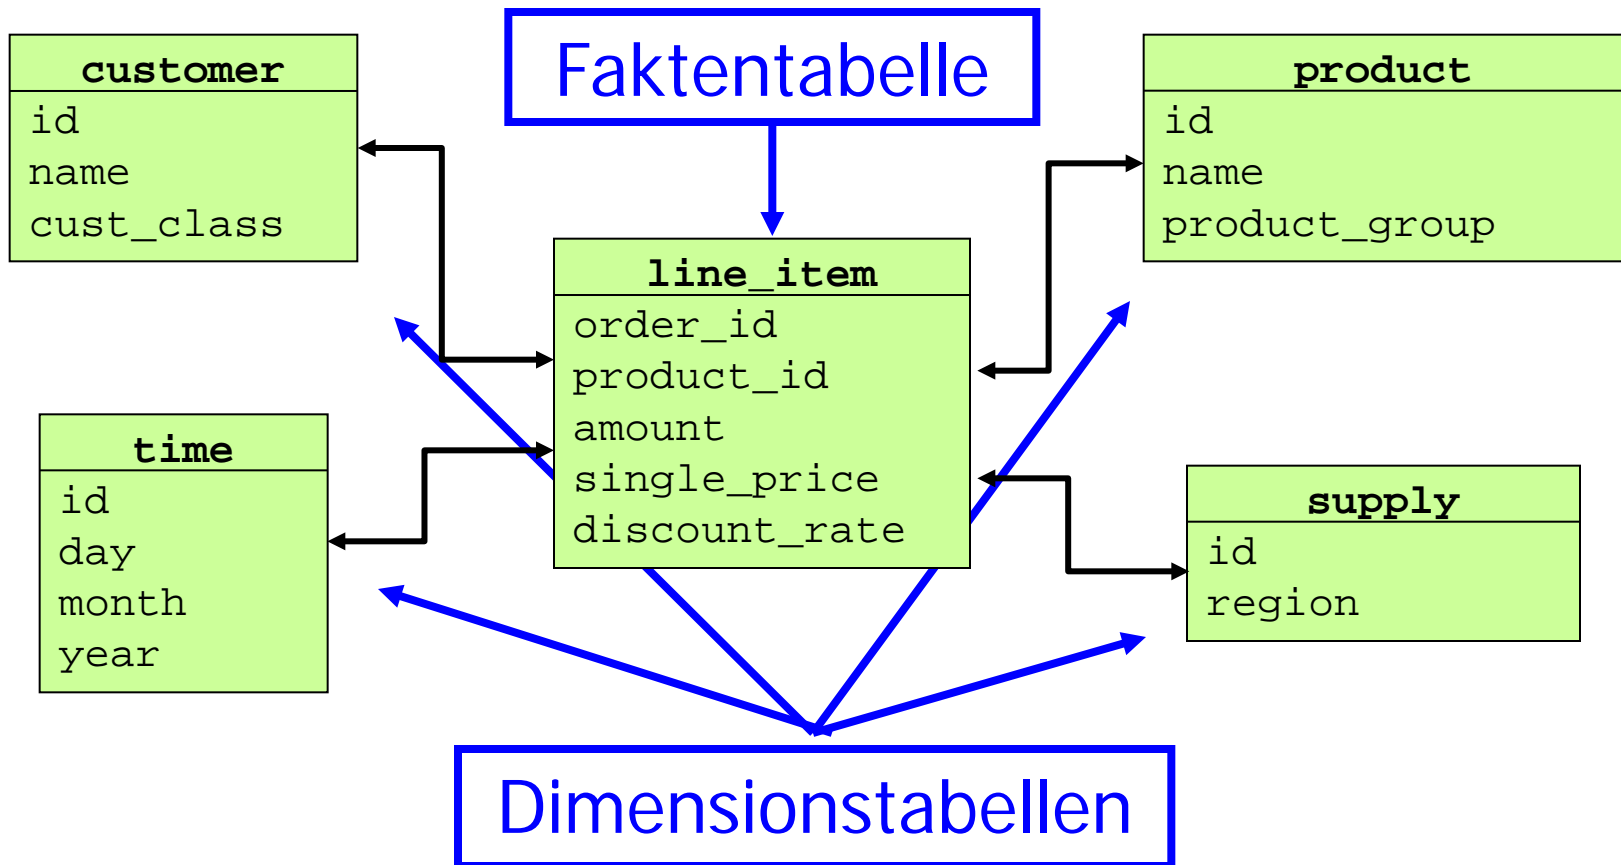 Faktentabelle
customer
id
name
cust_class
product
id
name
product_group
line_item
order_id
product_id
amount
single_price
discount_rate
time
id
day
month
year
supply
id
region
Dimensionstabellen